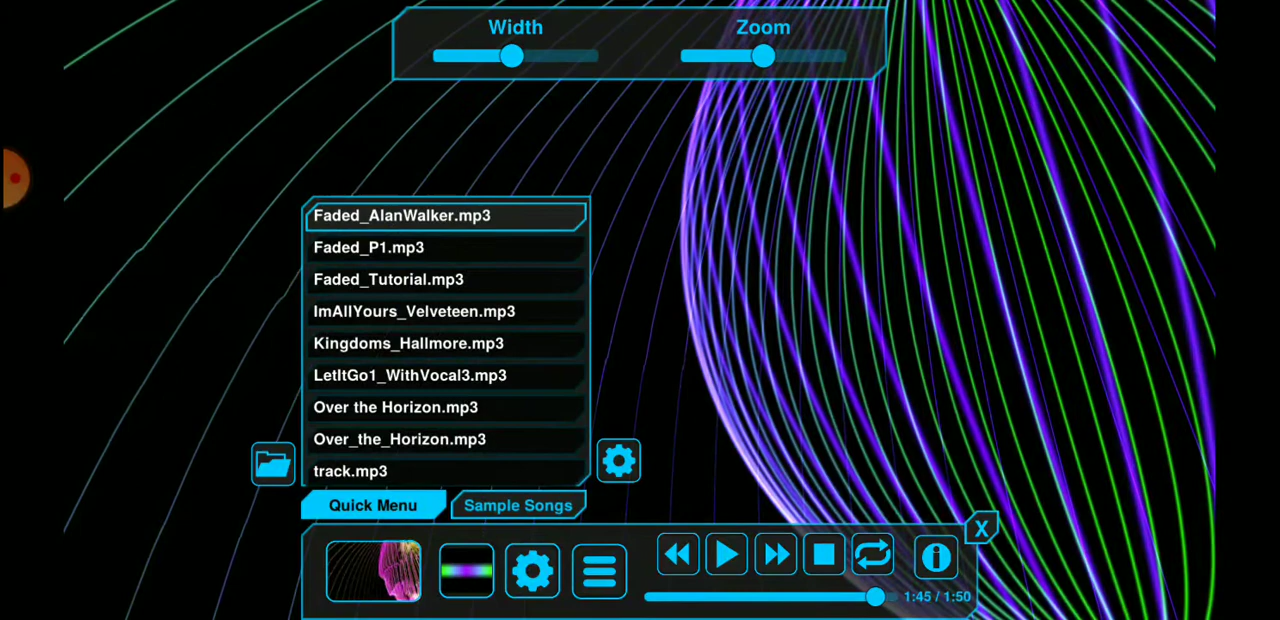 Width
Zoom
Faded_AlanWalker.mp3
Faded_P1.mp3
Faded_Tutorial.mp3
ImAllYours_Velveteen.mp3
Kingdoms_Hallmore.mp3
LetItGo1_WithVocal3.mp3
Over the Horizon.mp3
Over_the_Horizon.mp3
track.mp3
Quick Menu
Sample Songs
X
1:45 / 1:50